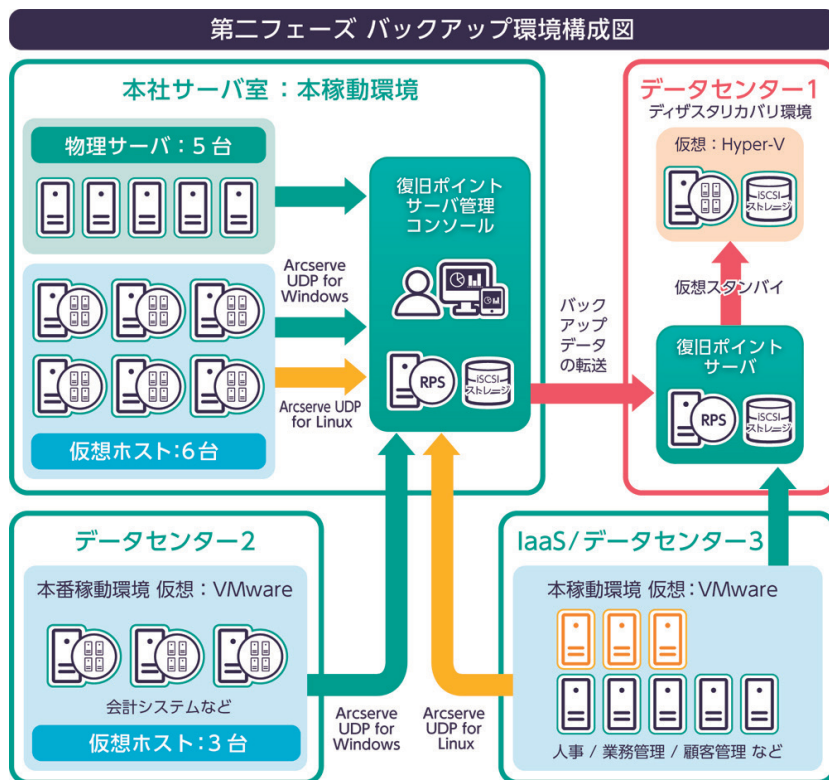 第二フェーズ バックアップ環境構成図
本社サーバ室：本稼動環境
物理サーバ：5台
Arcserve
UDP for
Windows
Arcserve UDP
for Linux
仮想ホスト:6台
復旧ポイント
サーバ管理
コンソール
RPS
iSCSI
ストレージ
バック
アップ
データ
の転送
データセンター1
ディザスタリカバリ環境
仮想：Hyper-V
iSCSI
ストレージ
仮想スタンバイ
復旧ポイント
サーバ
RPS
iSCSI
ストレージ
データセンター2
本番稼動環境 仮想：VMware
会計システムなど
仮想ホスト:3台
Arcserve
UDP for
Windows
Arcserve
UDP for
Linux
IaaS/データセンター3
本稼動環境 仮想:VMware
人事 / 業務管理 / 顧客管理 など